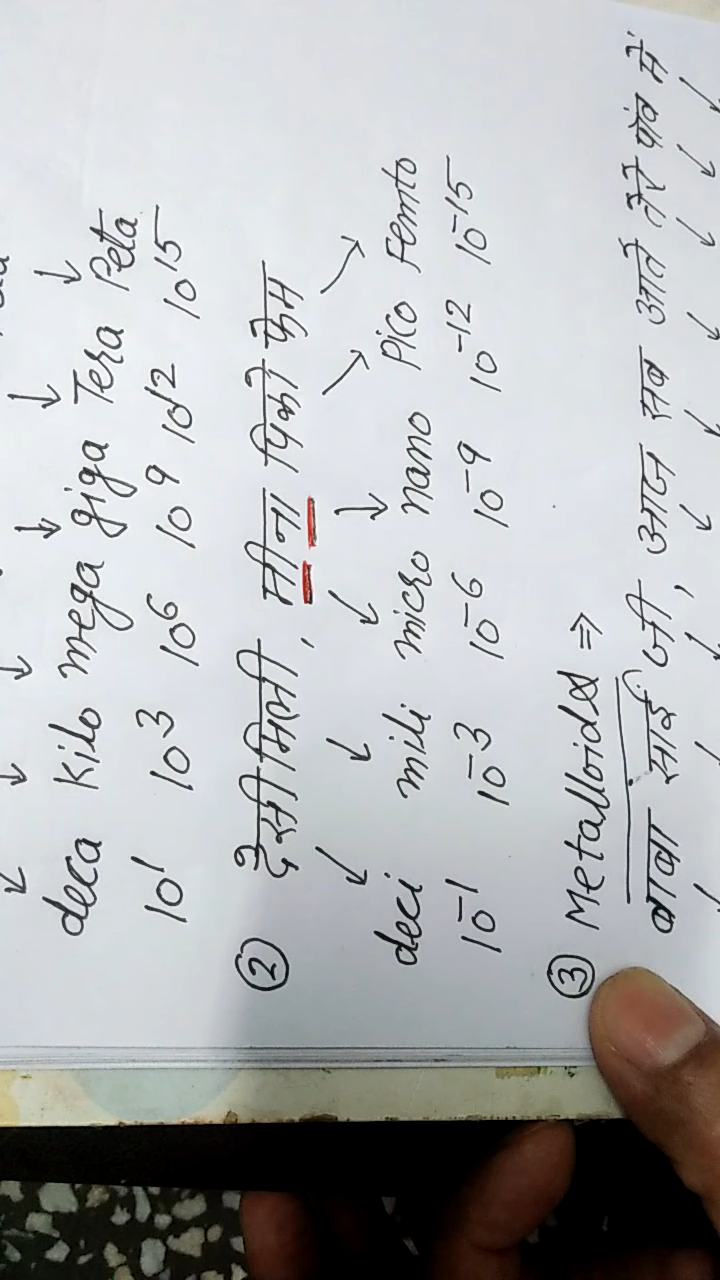 deca kilo mega giga Tera Peta
10¹ 10³ 10⁶ 10⁹ 10¹² 10¹⁵
② देसी मिली, मीना पिको फेम
deci mili micro nano Pico Femto
10⁻¹ 10⁻³ 10⁻⁶ 10⁻⁹ 10⁻¹² 10⁻¹⁵
③ Metalloids ⇒
बाबा साई जी, आज सब आते तेरे पांव में